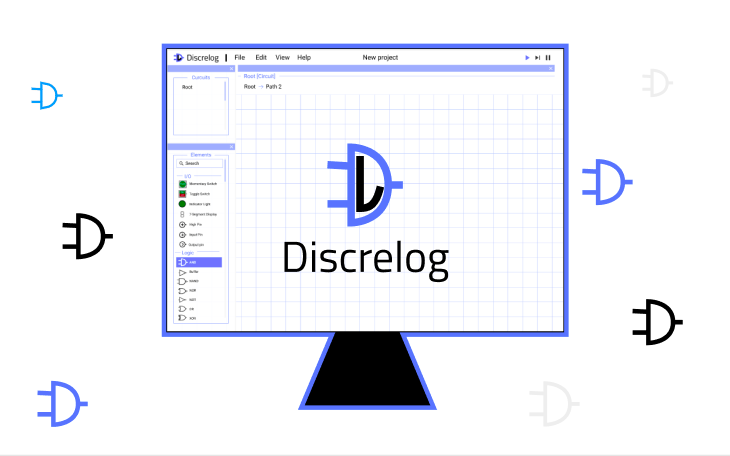 Discrelog File Edit View Help New project
Circuits
Root
Root [Circuit]
Root → Path 2
Elements
Search
I/O
Momentary Switch
Toggle Switch
Indicator Light
7 Segment Display
High Pin
Input Pin
Output pin
Logic
AND
Buffer
NAND
NOR
NOT
OR
XOR
Discrelog